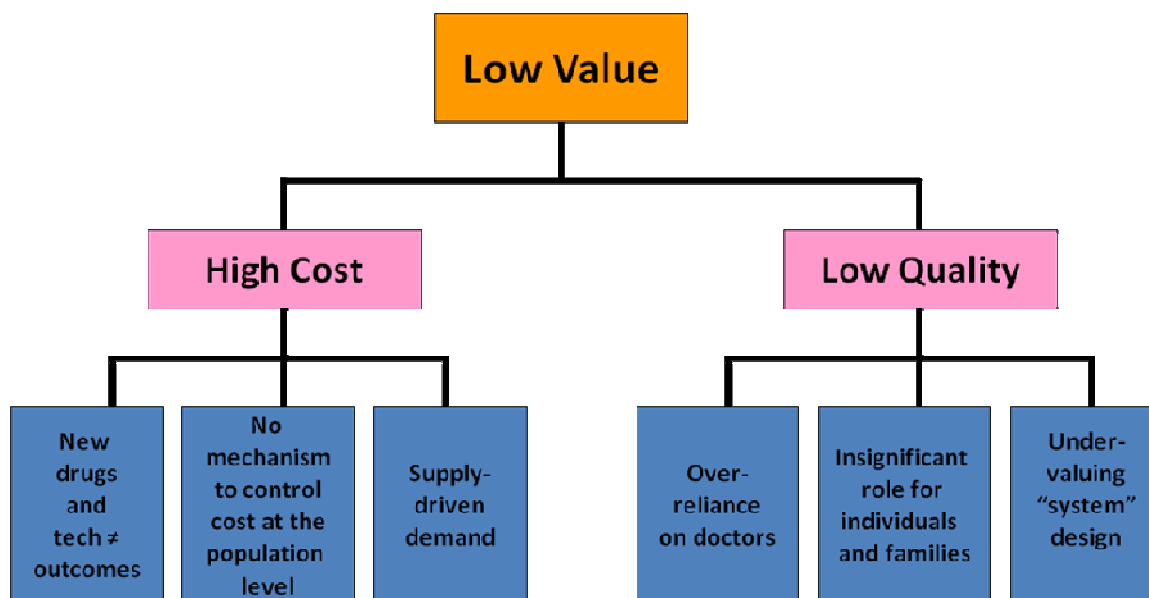 Low Value
High Cost
Low Quality
New
drugs
and
tech ≠
outcomes
No
mechanism
to control
cost at the
population
level
Supply-
driven
demand
Over-
reliance
on doctors
Insignificant
role for
individuals
and families
Under-
valuing
“system”
design